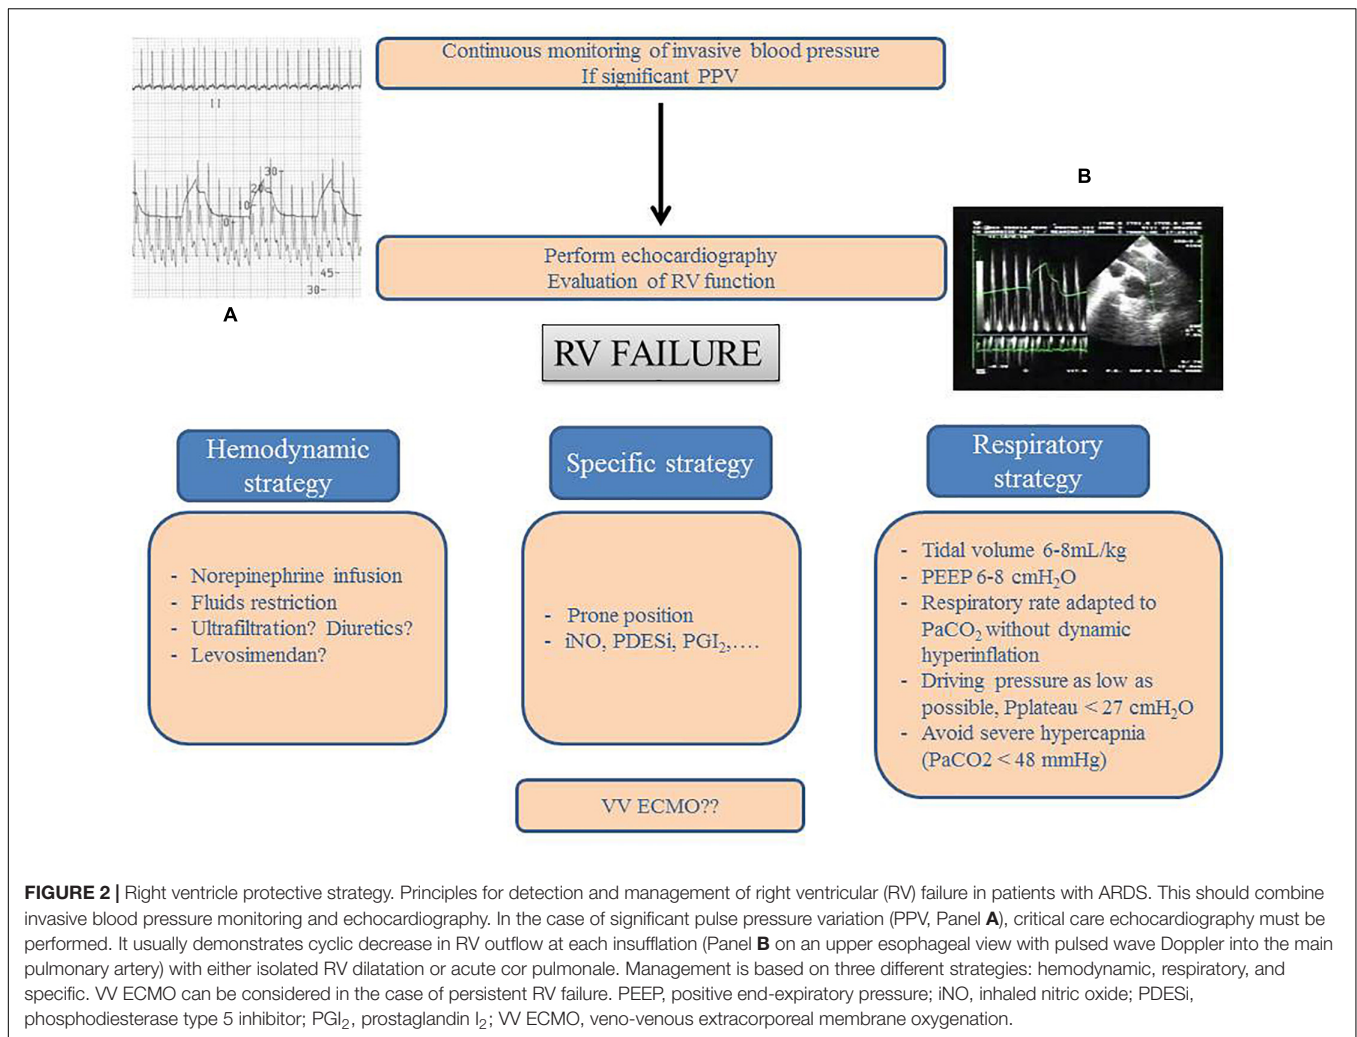 Continuous monitoring of invasive blood pressure
If significant PPV
II
30-
20-
10-
0-
45-
30-
A
B
Perform echocardiography
Evaluation of RV function
RV FAILURE
Hemodynamic
strategy
- Norepinephrine infusion
- Fluids restriction
- Ultrafiltration? Diuretics?
- Levosimendan?
Specific strategy
- Prone position
- iNO, PDESi, PGI₂,....
VV ECMO??
Respiratory
strategy
- Tidal volume 6-8mL/kg
- PEEP 6-8 cmH₂O
- Respiratory rate adapted to
PaCO₂ without dynamic
hyperinflation
- Driving pressure as low as
possible, Pplateau < 27 cmH₂O
- Avoid severe hypercapnia
(PaCO2 < 48 mmHg)
FIGURE 2 | Right ventricle protective strategy. Principles for detection and management of right ventricular (RV) failure in patients with ARDS. This should combine
invasive blood pressure monitoring and echocardiography. In the case of significant pulse pressure variation (PPV, Panel A), critical care echocardiography must be
performed. It usually demonstrates cyclic decrease in RV outflow at each insufflation (Panel B on an upper esophageal view with pulsed wave Doppler into the main
pulmonary artery) with either isolated RV dilatation or acute cor pulmonale. Management is based on three different strategies: hemodynamic, respiratory, and
specific. VV ECMO can be considered in the case of persistent RV failure. PEEP, positive end-expiratory pressure; iNO, inhaled nitric oxide; PDESi,
phosphodiesterase type 5 inhibitor; PGI₂, prostaglandin I₂; VV ECMO, veno-venous extracorporeal membrane oxygenation.